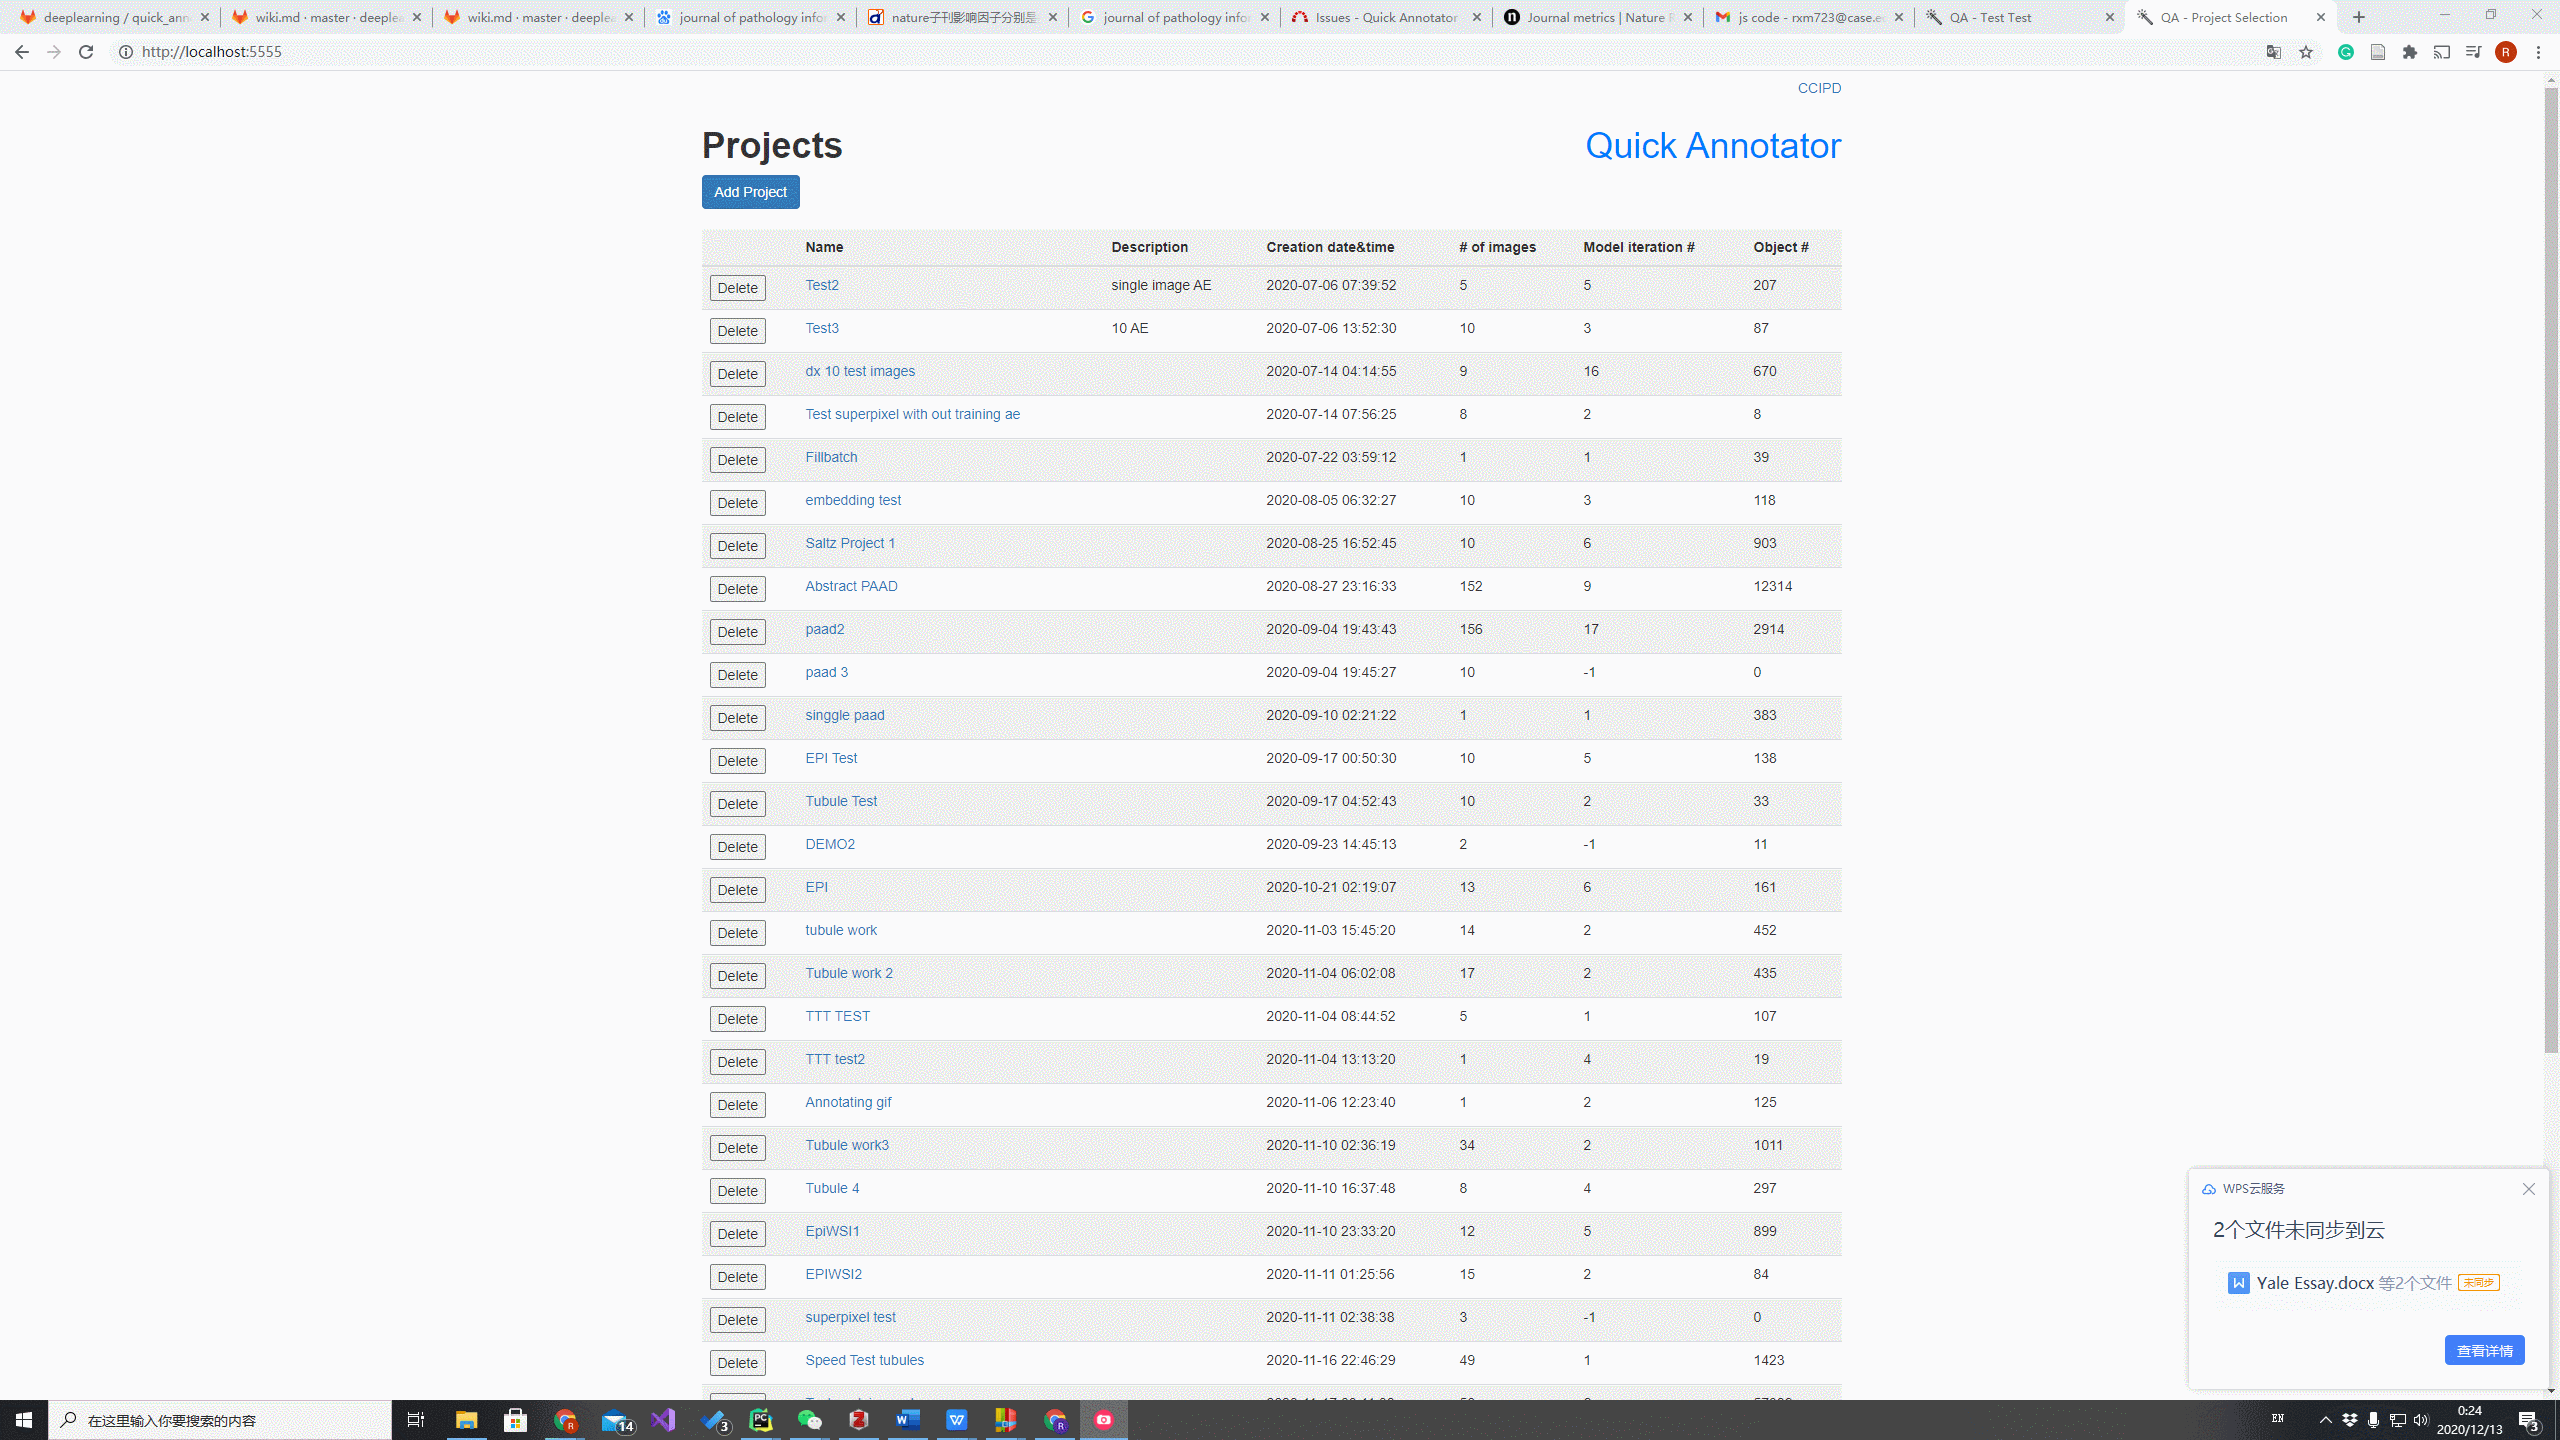 deeplearning / quick_ann
wiki.md · master · deeplea
wiki.md · master · deeplea
journal of pathology infor
nature子刊影响因子分别是
journal of pathology infor
Issues - Quick Annotator
Journal metrics | Nature R
js code - rxm723@case.ed
QA - Test Test
QA - Project Selection
http://localhost:5555
CCIPD
Projects
Quick Annotator
Add Project
Name Description Creation date&time # of images Model iteration # Object #
Delete Test2 single image AE 2020-07-06 07:39:52 5 5 207
Delete Test3 10 AE 2020-07-06 13:52:30 10 3 87
Delete dx 10 test images 2020-07-14 04:14:55 9 16 670
Delete Test superpixel with out training ae 2020-07-14 07:56:25 8 2 8
Delete Fillbatch 2020-07-22 03:59:12 1 1 39
Delete embedding test 2020-08-05 06:32:27 10 3 118
Delete Saltz Project 1 2020-08-25 16:52:45 10 6 903
Delete Abstract PAAD 2020-08-27 23:16:33 152 9 12314
Delete paad2 2020-09-04 19:43:43 156 17 2914
Delete paad 3 2020-09-04 19:45:27 10 -1 0
Delete singgle paad 2020-09-10 02:21:22 1 1 383
Delete EPI Test 2020-09-17 00:50:30 10 5 138
Delete Tubule Test 2020-09-17 04:52:43 10 2 33
Delete DEMO2 2020-09-23 14:45:13 2 -1 11
Delete EPI 2020-10-21 02:19:07 13 6 161
Delete tubule work 2020-11-03 15:45:20 14 2 452
Delete Tubule work 2 2020-11-04 06:02:08 17 2 435
Delete TTT TEST 2020-11-04 08:44:52 5 1 107
Delete TTT test2 2020-11-04 13:13:20 1 4 19
Delete Annotating gif 2020-11-06 12:23:40 1 2 125
Delete Tubule work3 2020-11-10 02:36:19 34 2 1011
Delete Tubule 4 2020-11-10 16:37:48 8 4 297
Delete EpiWSI1 2020-11-10 23:33:20 12 5 899
Delete EPIWSI2 2020-11-11 01:25:56 15 2 84
Delete superpixel test 2020-11-11 02:38:38 3 -1 0
Delete Speed Test tubules 2020-11-16 22:46:29 49 1 1423
WPS云服务
2个文件未同步到云
Yale Essay.docx 等2个文件 未同步
查看详情
在这里输入你要搜索的内容
14
3
EN
0:24
2020/12/13
3